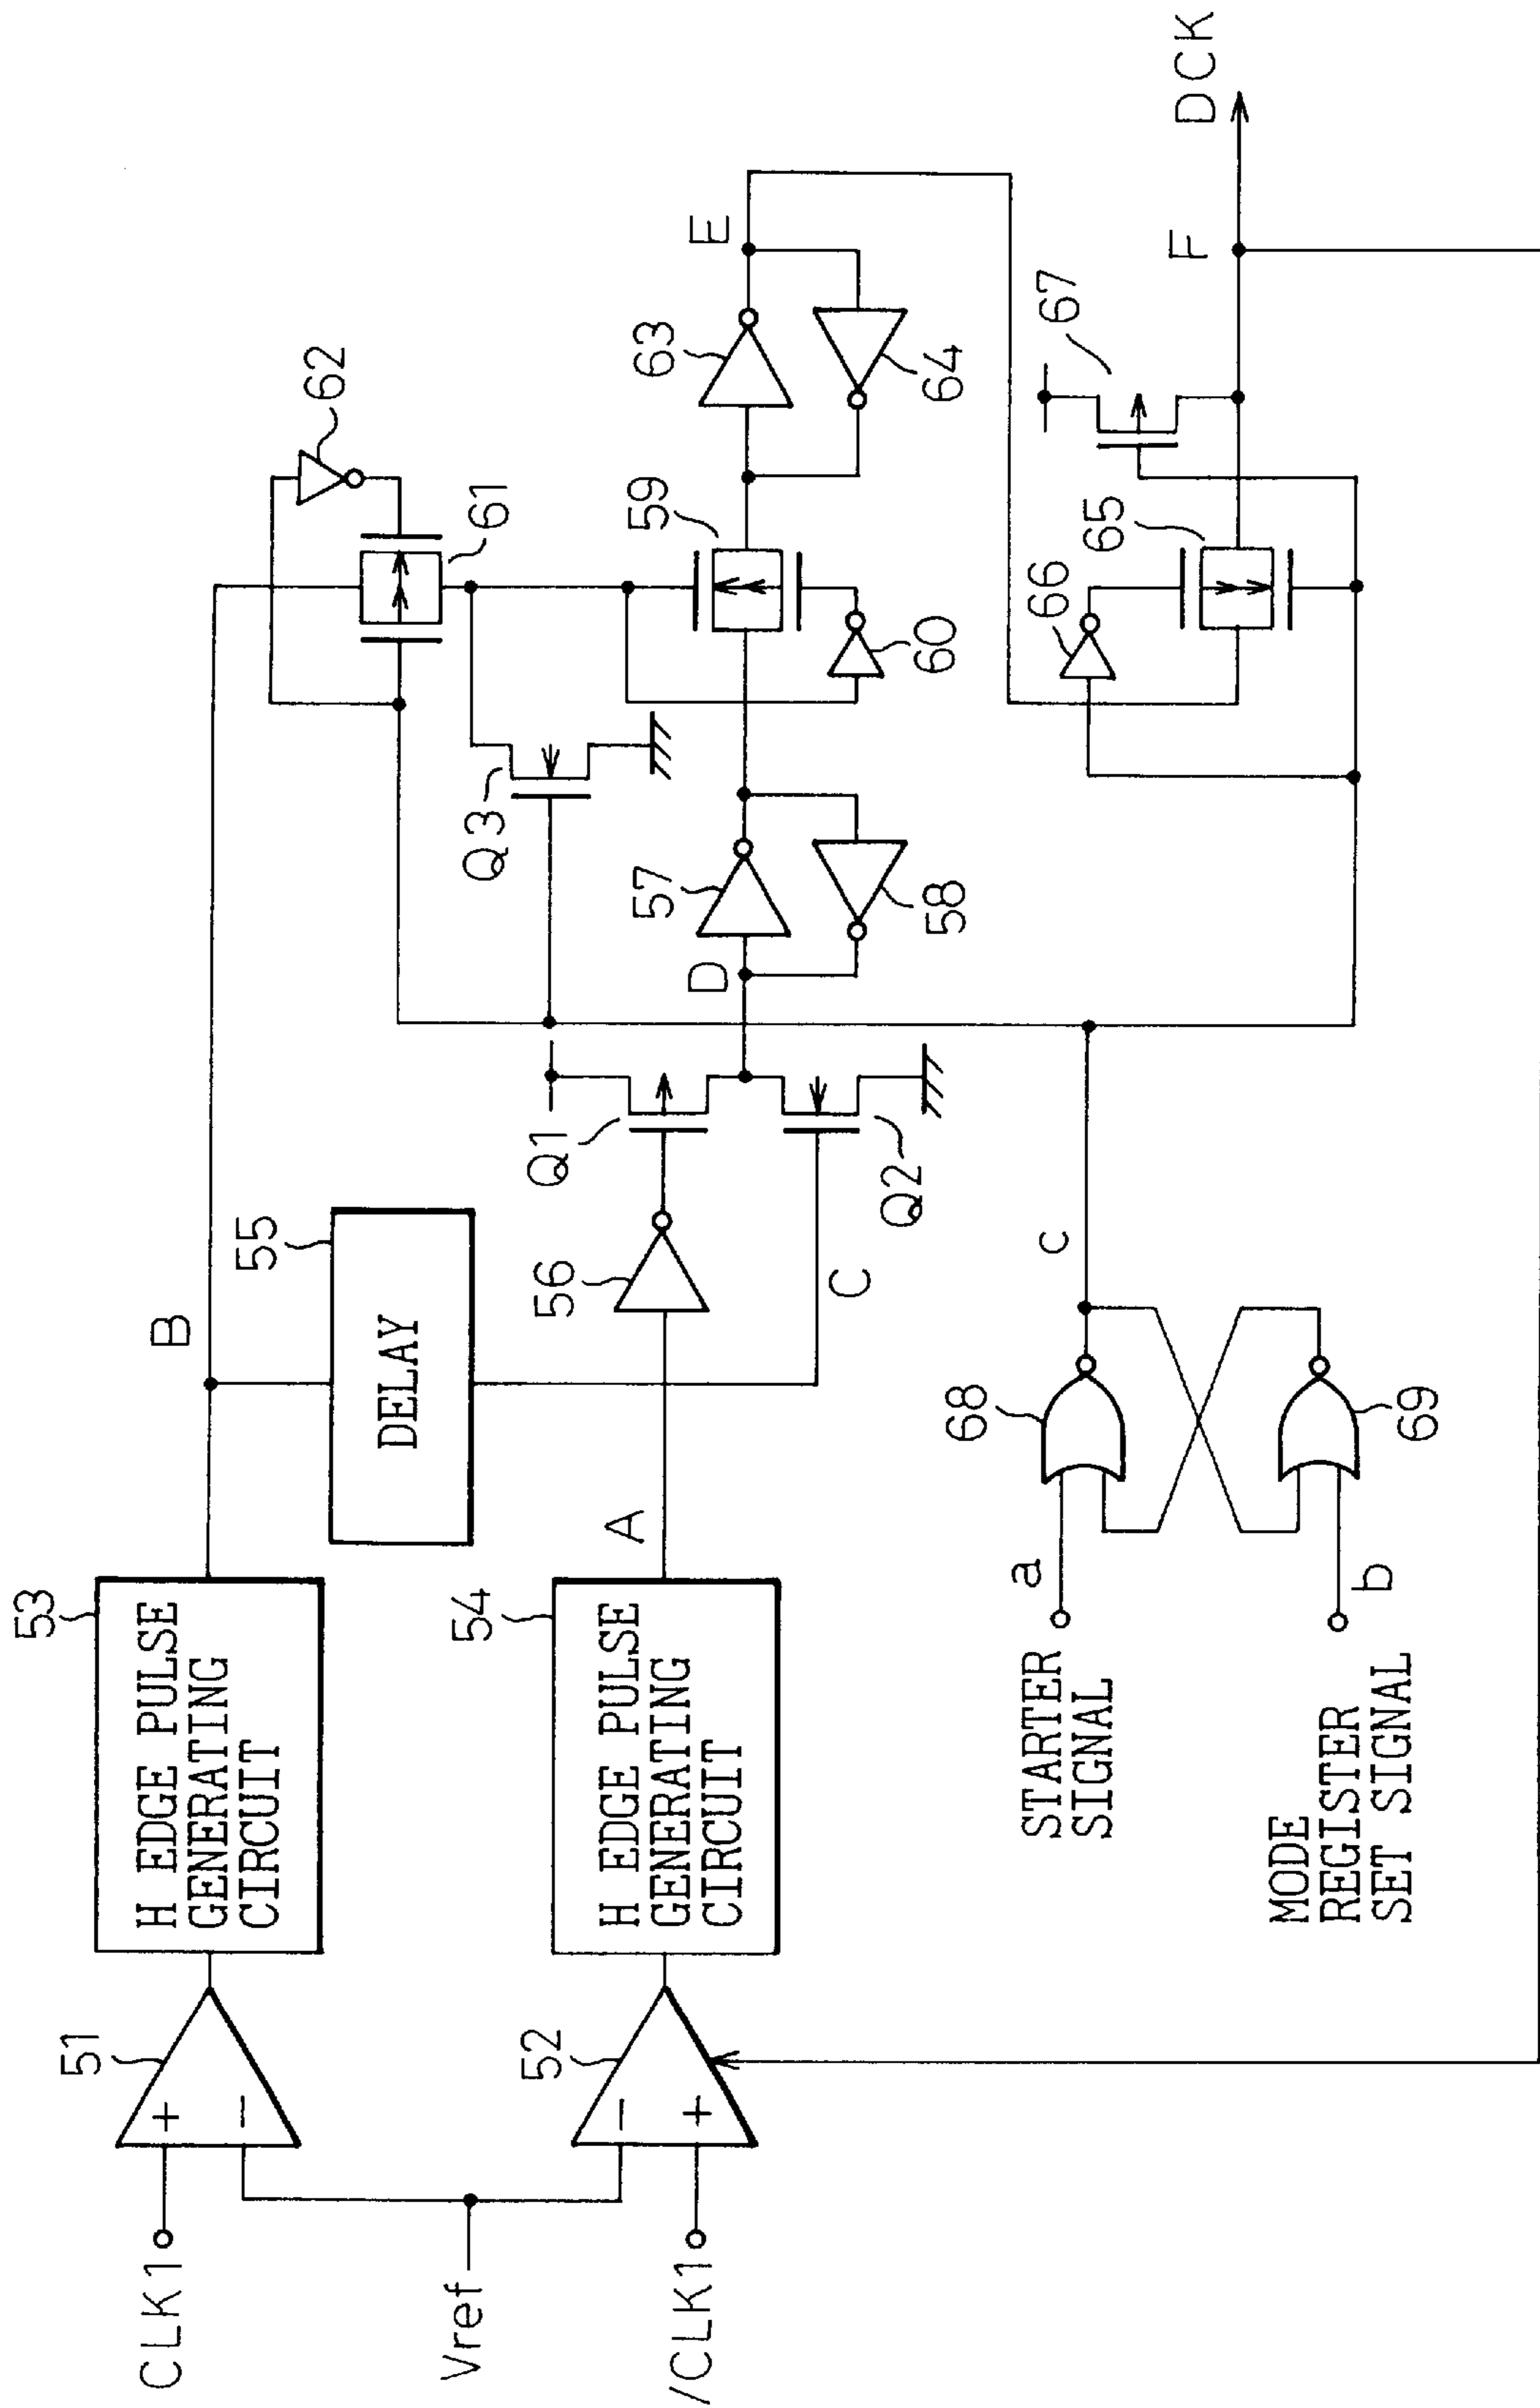 CLK1
Vref
/CLK1
51
+
−
52
−
+
53
H EDGE PULSE
GENERATING
CIRCUIT
54
H EDGE PULSE
GENERATING
CIRCUIT
B
55
DELAY
A
56
C
Q1
Q2
D
57
58
Q3
59
60
61
62
63
64
E
STARTER
SIGNAL
a
MODE
REGISTER
SET SIGNAL
b
68
69
c
65
66
67
F
DCK